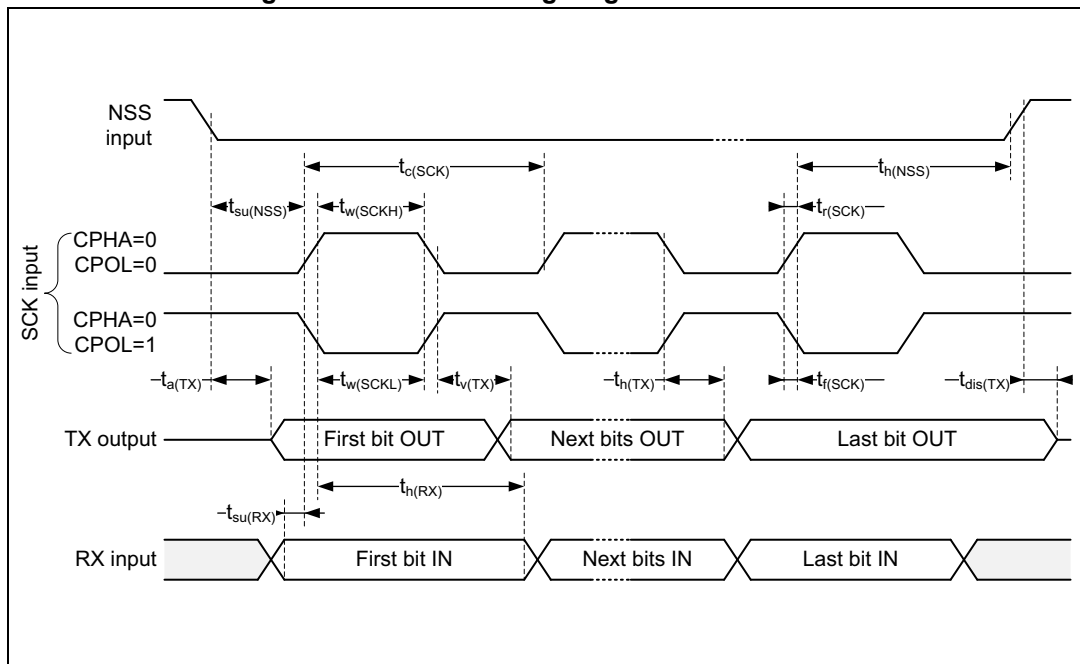 NSS
input
tc(SCK)
th(NSS)
tsu(NSS)
tw(SCKH)
tr(SCK)
SCK input
CPHA=0
CPOL=0
CPHA=0
CPOL=1
ta(TX)
tw(SCKL)
tv(TX)
th(TX)
tf(SCK)
tdis(TX)
TX output
First bit OUT
Next bits OUT
Last bit OUT
th(RX)
tsu(RX)
RX input
First bit IN
Next bits IN
Last bit IN